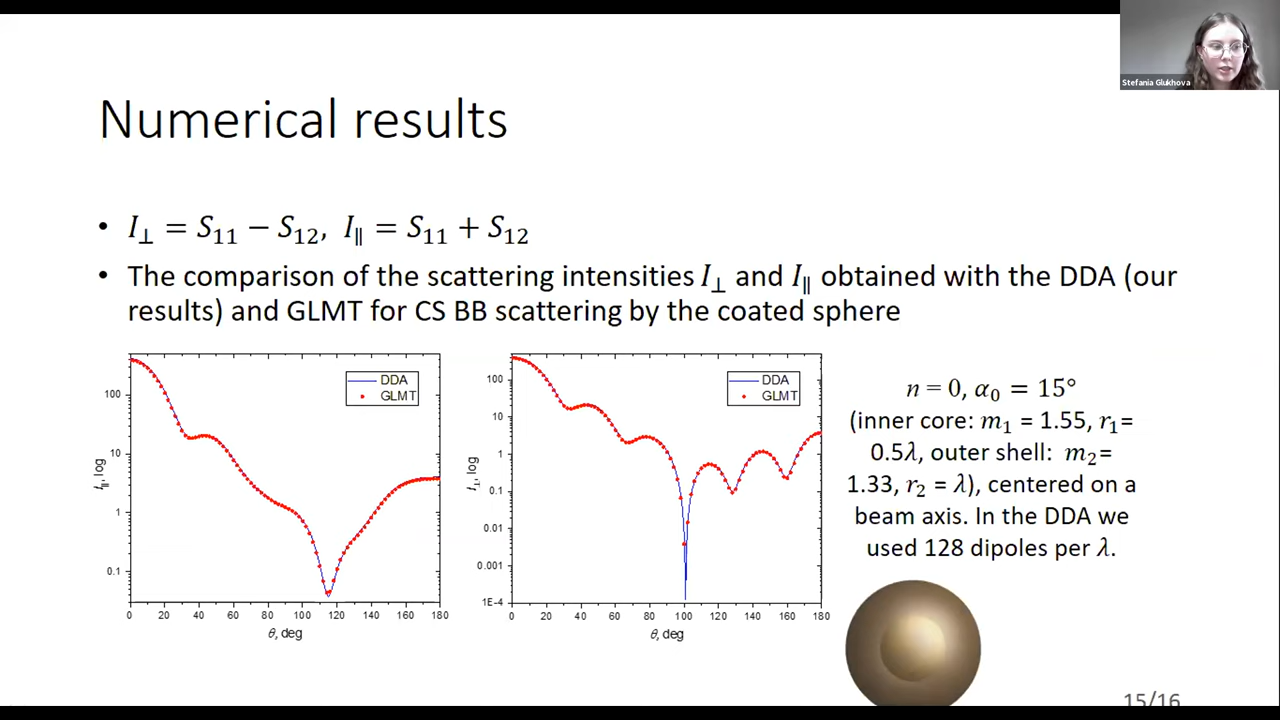 Stefania Glukhova
Numerical results
• I⊥ = S₁₁ − S₁₂, I∥ = S₁₁ + S₁₂
• The comparison of the scattering intensities I⊥ and I∥ obtained with the DDA (our
results) and GLMT for CS BB scattering by the coated sphere
DDA
GLMT
100
10
1
0.1
I∥, log
0 20 40 60 80 100 120 140 160 180
θ, deg
DDA
GLMT
100
10
1
0.1
0.01
0.001
1E-4
I⊥, log
0 20 40 60 80 100 120 140 160 180
θ, deg
n = 0, α₀ = 15°
(inner core: m₁ = 1.55, r₁=
0.5λ, outer shell: m₂=
1.33, r₂ = λ), centered on a
beam axis. In the DDA we
used 128 dipoles per λ.
15/16